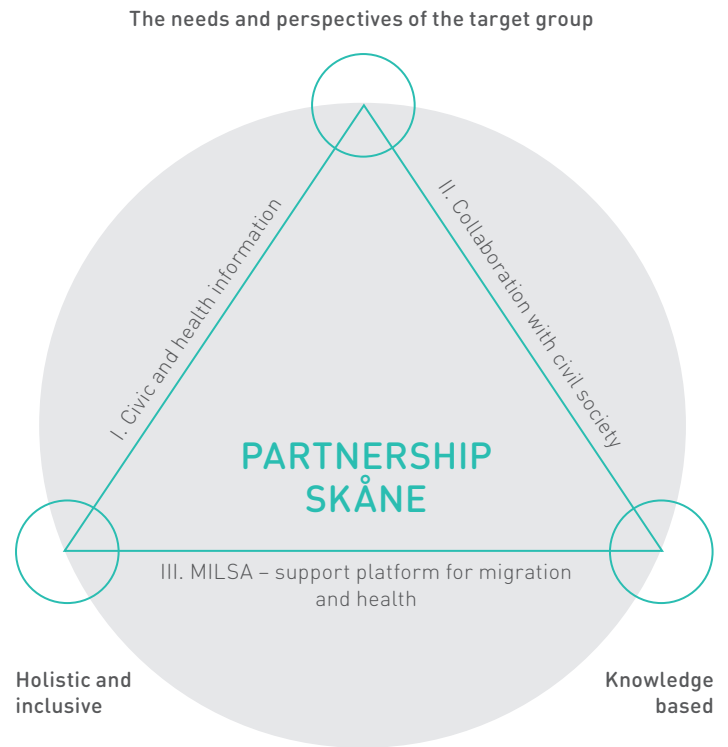 The needs and perspectives of the target group
I. Civic and health information
II. Collaboration with civil society
PARTNERSHIP
SKÅNE
III. MILSA – support platform for migration
and health
Holistic and
inclusive
Knowledge
based